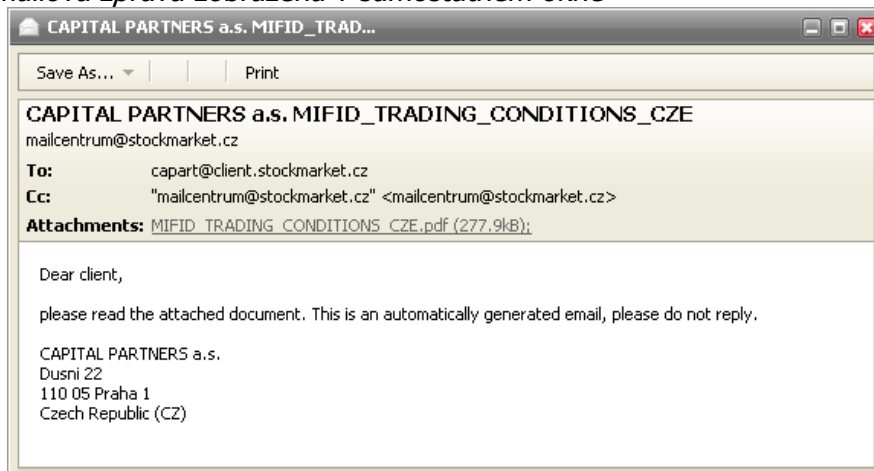 zpráva zobrazená v samostatném okně
CAPITAL PARTNERS a.s. MIFID_TRAD...
Save As... Print
CAPITAL PARTNERS a.s. MIFID_TRADING_CONDITIONS_CZE
mailcentrum@stockmarket.cz
To: capart@client.stockmarket.cz
Cc: "mailcentrum@stockmarket.cz" <mailcentrum@stockmarket.cz>
Attachments: MIFID_TRADING_CONDITIONS_CZE.pdf (277.9kB);
Dear client,
please read the attached document. This is an automatically generated email, please do not reply.
CAPITAL PARTNERS a.s.
Dusni 22
110 05 Praha 1
Czech Republic (CZ)